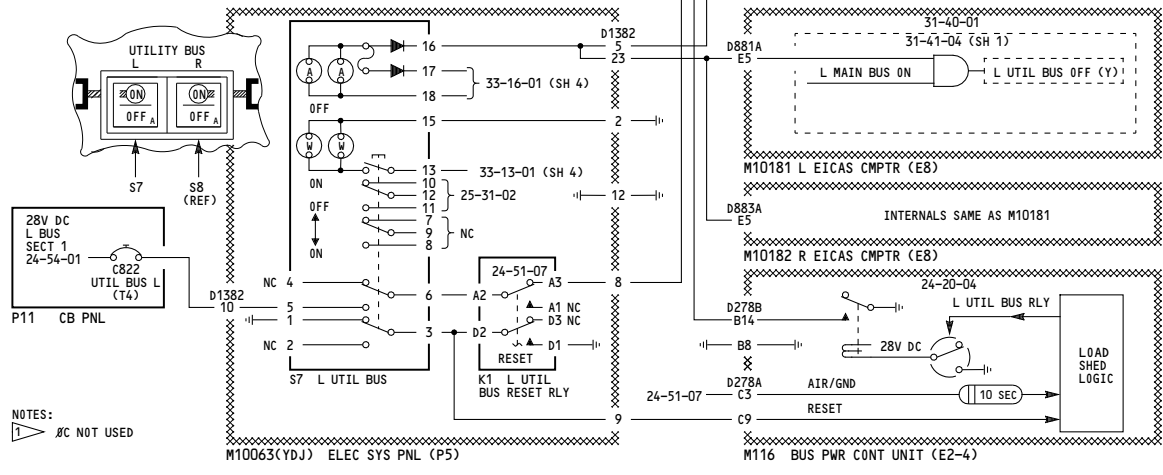 UTILITY BUS
L R
ON ON
OFF A OFF A
S7 S8
(REF)
28V DC
L BUS
SECT 1
24-54-01
C822
UTIL BUS L
(T4)
P11 CB PNL
NOTES:
1 ØC NOT USED
D1382
10
A A
OFF
W W
ON
OFF
ON
16
17
18
33-16-01 (SH 4)
15
13 33-13-01 (SH 4)
10
12 25-31-02
11
7
9 NC
8
NC 4
6
5
1
3
NC 2
S7 L UTIL BUS
24-51-07
A2 A3
A1 NC
D2 D3 NC
D1
RESET
K1 L UTIL
BUS RESET RLY
D1382
5
23
2
12
8
9
M10063(YDJ) ELEC SYS PNL (P5)
31-40-01
31-41-04 (SH 1)
D881A
E5
L MAIN BUS ON
L UTIL BUS OFF (Y)
M10181 L EICAS CMPTR (E8)
D883A
E5
INTERNALS SAME AS M10181
M10182 R EICAS CMPTR (E8)
24-20-04
D278B
B14
L UTIL BUS RLY
B8
28V DC
LOAD
SHED
LOGIC
D278A
24-51-07 C3 AIR/GND 10 SEC
C9 RESET
M116 BUS PWR CONT UNIT (E2-4)